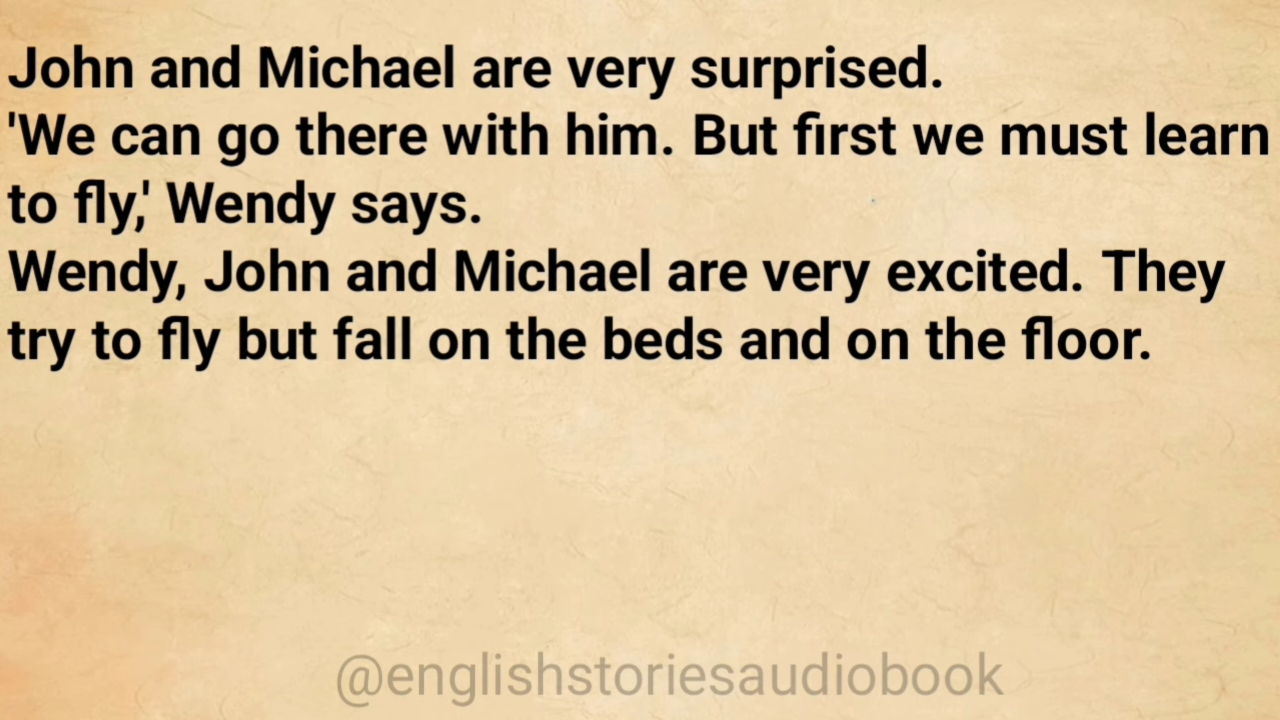 John and Michael are very surprised.
'We can go there with him. But first we must learn
to fly,' Wendy says.
Wendy, John and Michael are very excited. They
try to fly but fall on the beds and on the floor.
@englishstoriesaudiobook